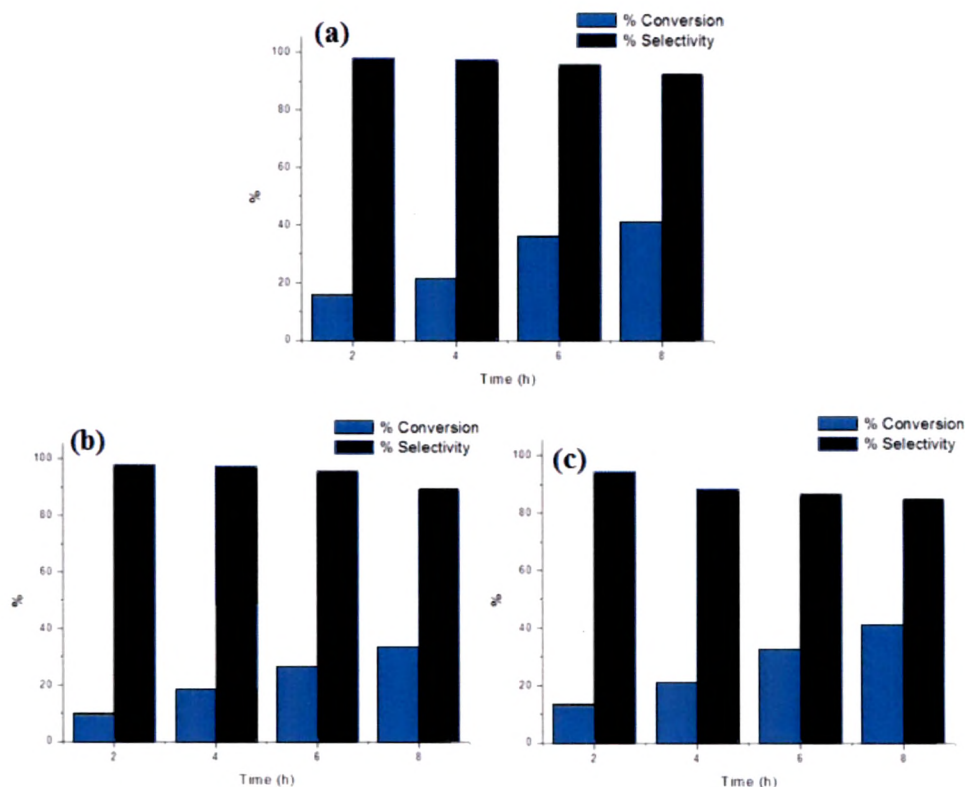 (a)
% Conversion
% Selectivity
100
80
60
40
20
0
%
2 4 6 8
Time (h)
(b)
% Conversion
% Selectivity
100
80
60
40
20
0
%
2 4 6 8
Time (h)
(c)
% Conversion
% Selectivity
100
80
60
40
20
0
%
2 4 6 8
Time (h)